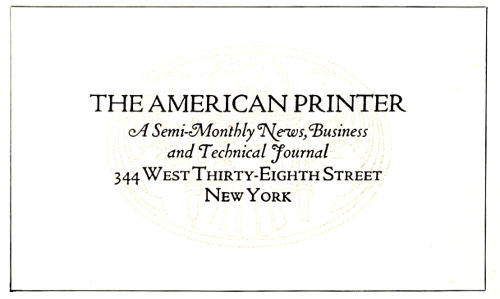 THE AMERICAN PRINTER
A Semi-Monthly News, Business
and Technical Journal
344 WEST THIRTY-EIGHTH STREET
NEW YORK